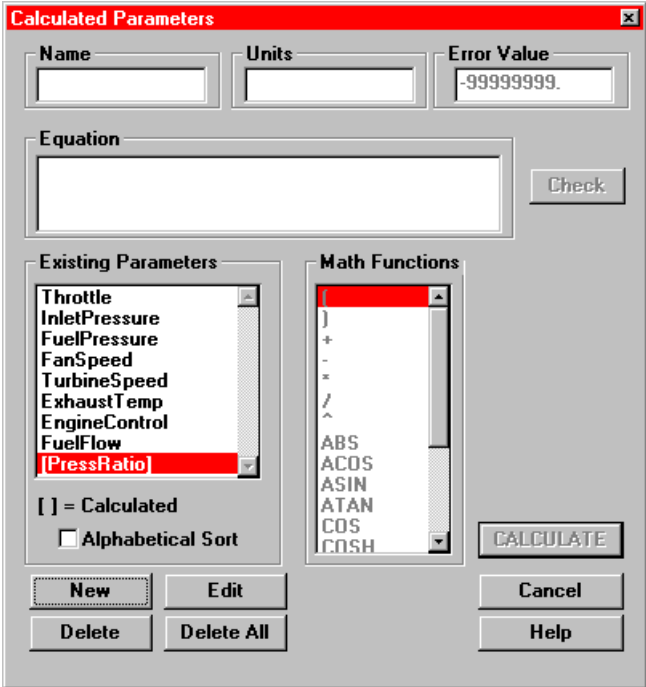 Calculated Parameters
Name
Units
Error Value
-99999999.
Equation
Check
Existing Parameters
Math Functions
Throttle
InletPressure
FuelPressure
FanSpeed
TurbineSpeed
ExhaustTemp
EngineControl
FuelFlow
[PressRatio]
(
)
+
-
*
/
^
ABS
ACOS
ASIN
ATAN
COS
COSH
[ ] = Calculated
Alphabetical Sort
CALCULATE
New
Edit
Cancel
Delete
Delete All
Help